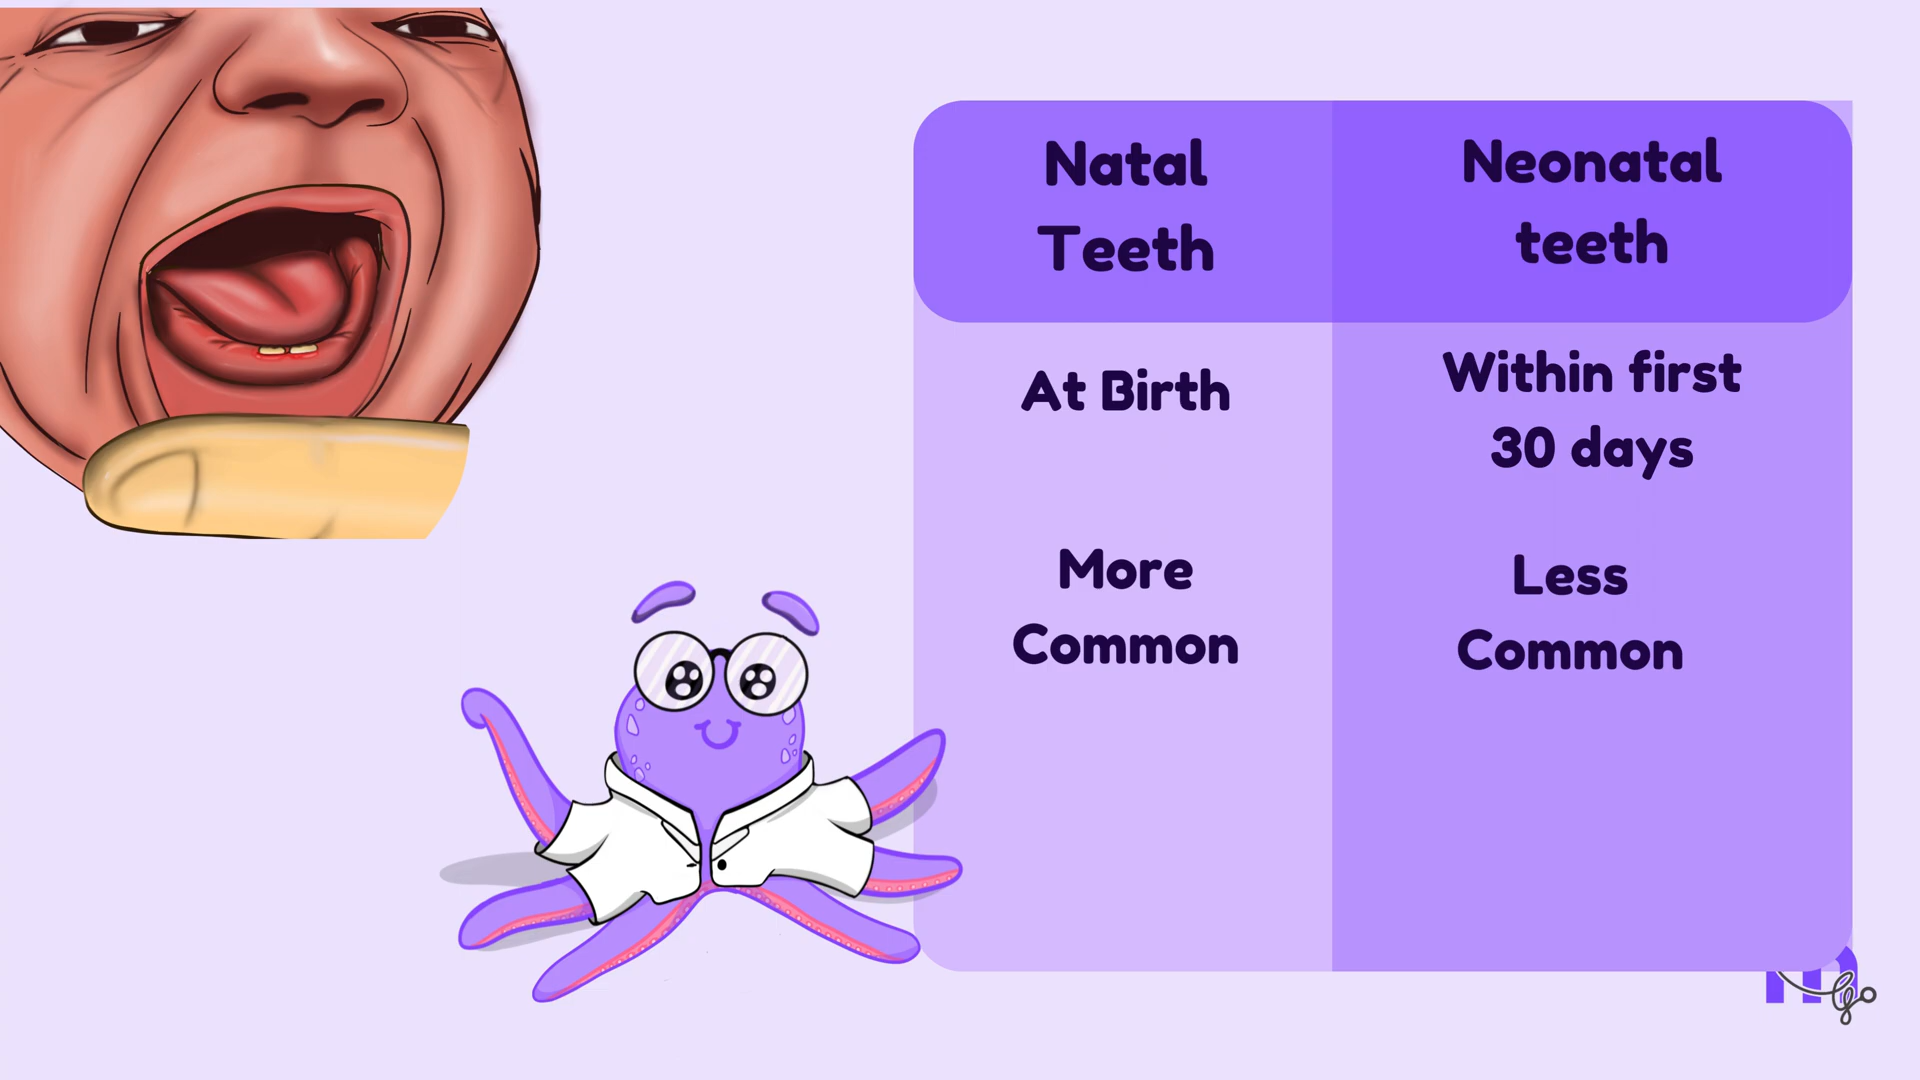 Natal
Teeth
Neonatal
teeth
At Birth
Within first
30 days
More
Common
Less
Common